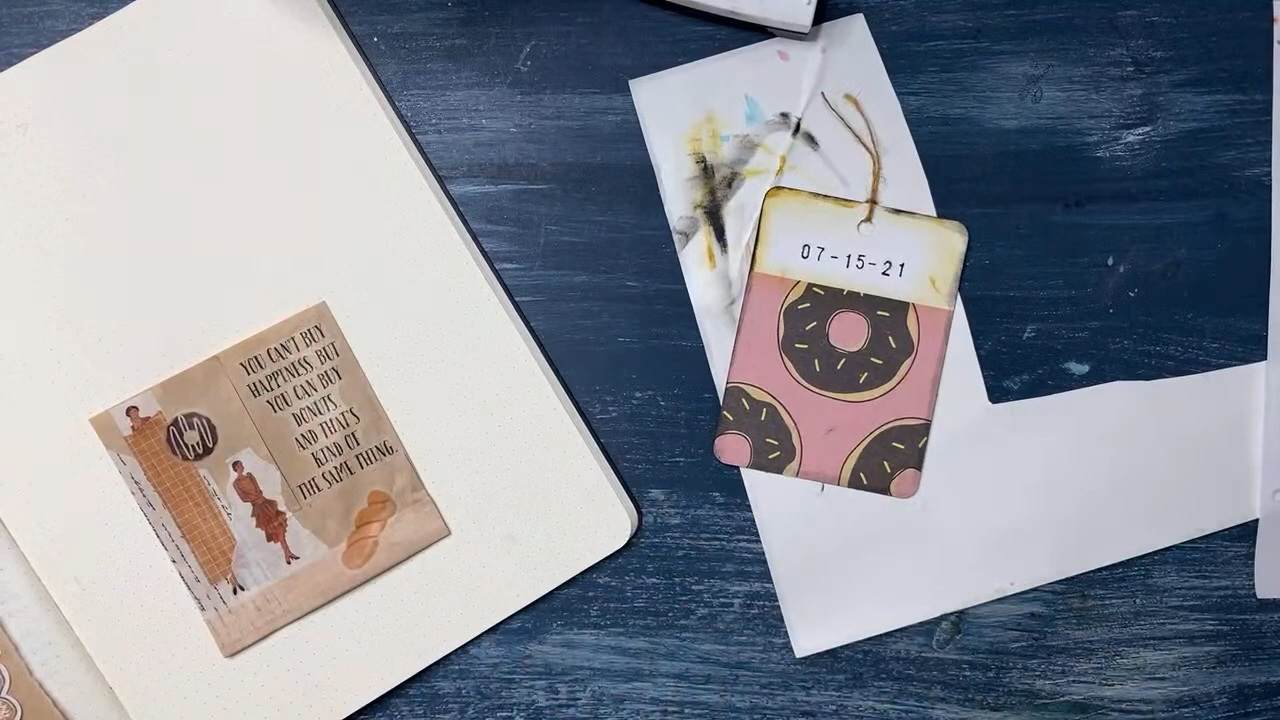 YOU CAN'T BUY
HAPPINESS, BUT
YOU CAN BUY
DONUTS
AND THAT'S
KIND OF
THE SAME THING.
07-15-21